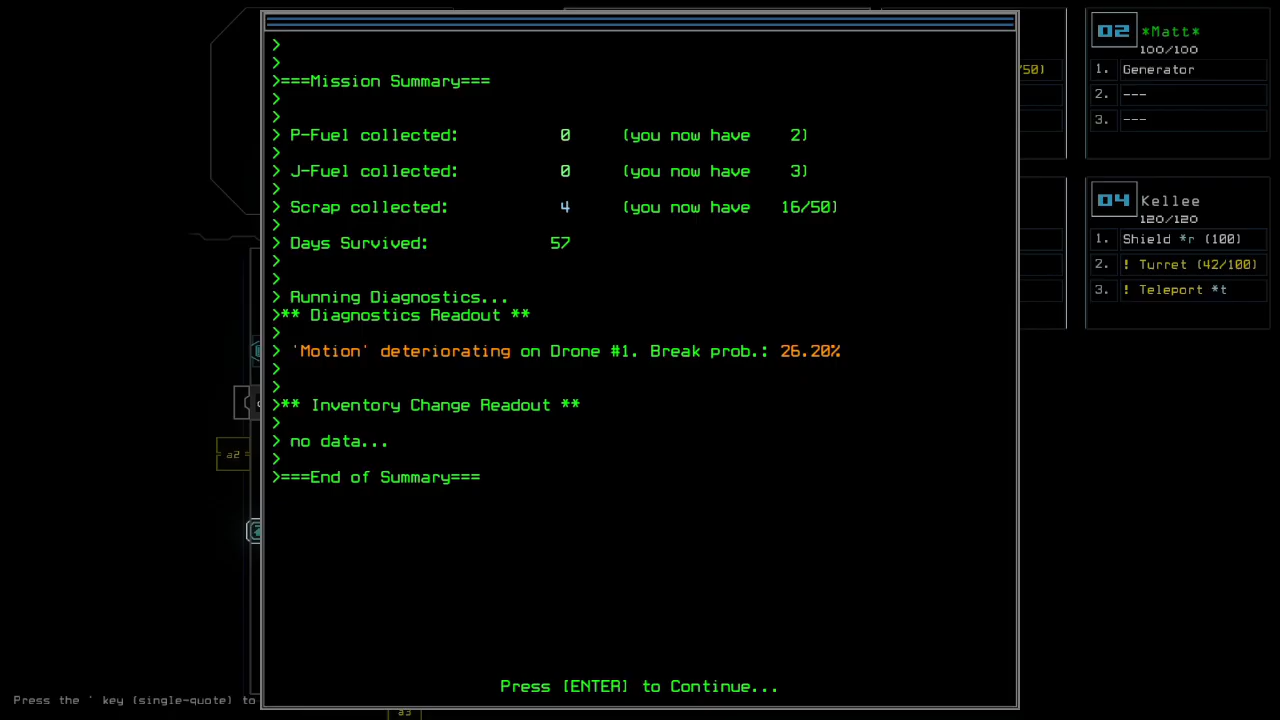 >
>
>===Mission Summary===
>
>
> P-Fuel collected: 0 (you now have 2)
>
> J-Fuel collected: 0 (you now have 3)
>
> Scrap collected: 4 (you now have 16/50)
>
> Days Survived: 57
>
>
> Running Diagnostics...
>** Diagnostics Readout **
>
> 'Motion' deteriorating on Drone #1. Break prob.: 26.20%
>
>
>** Inventory Change Readout **
>
> no data...
>
>===End of Summary===
Press [ENTER] to Continue...
/50)
02 *Matt*
100/100
1. Generator
2. ---
3. ---
04 Kellee
120/120
1. Shield *r (100)
2. ! Turret (42/100)
3. ! Teleport *t
a2
Press the ' key (single-quote) to
a3